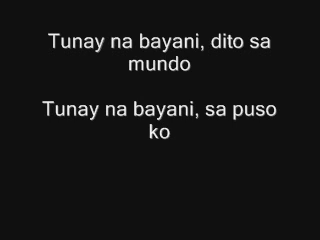 Tunay na bayani, dito sa
mundo
Tunay na bayani, sa puso
ko